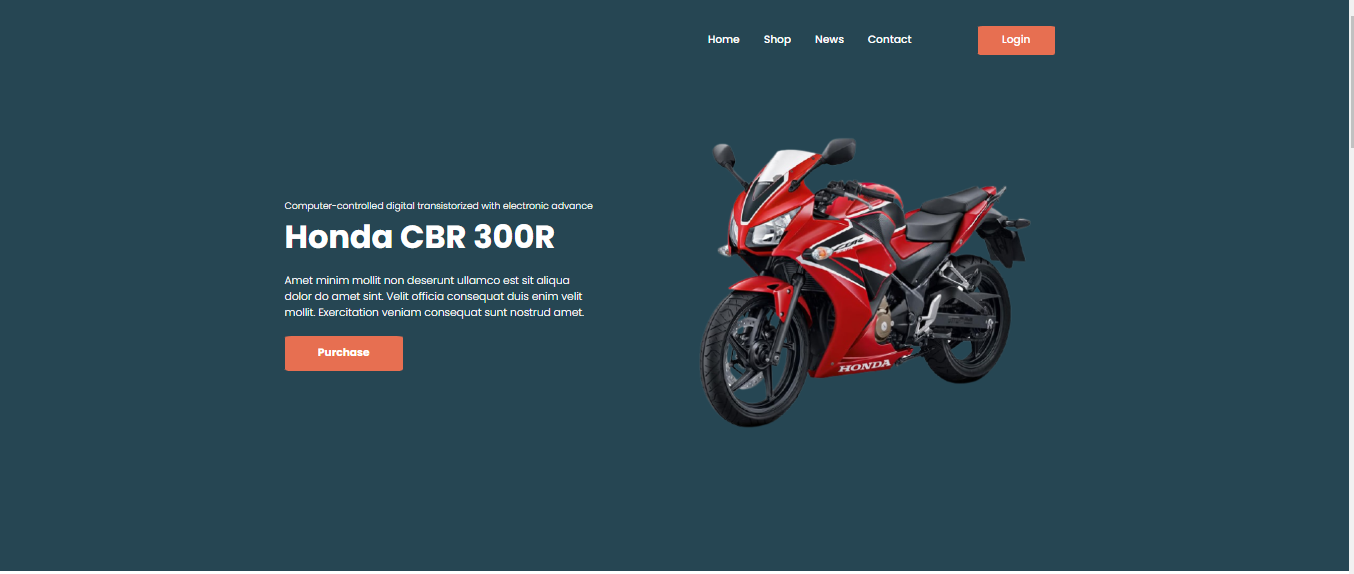 Home Shop News Contact Login
Computer-controlled digital transistorized with electronic advance
Honda CBR 300R
Amet minim mollit non deserunt ullamco est sit aliqua
dolor do amet sint. Velit officia consequat duis enim velit
mollit. Exercitation veniam consequat sunt nostrud amet.
Purchase
CBR
HONDA